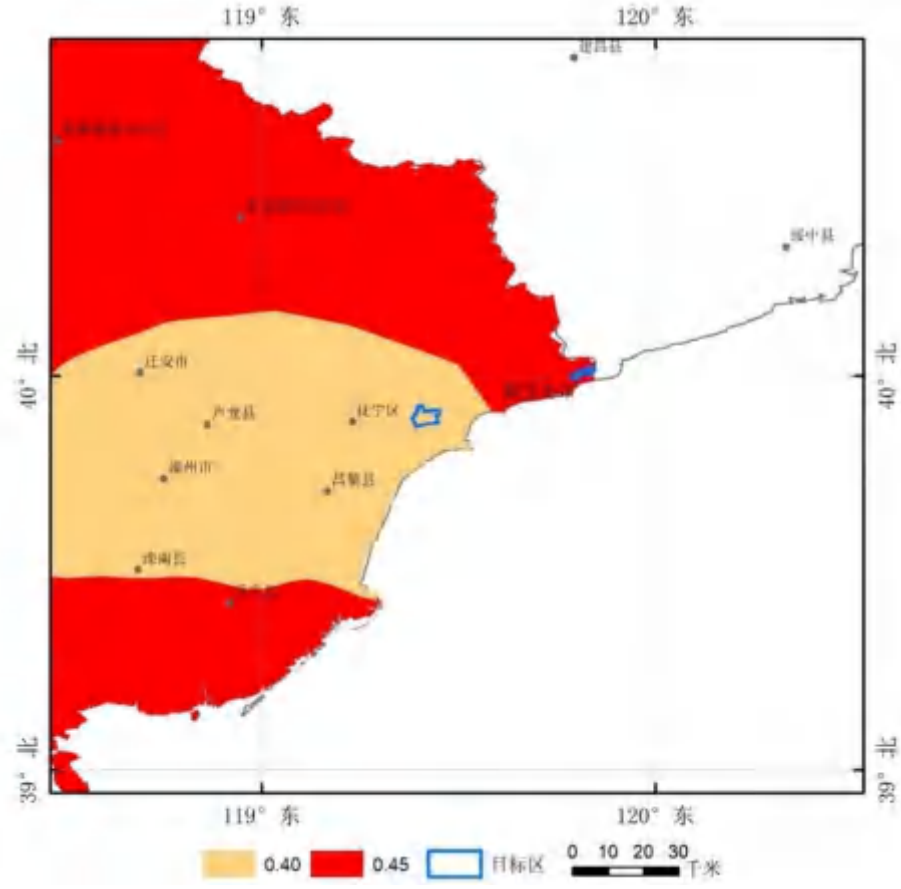 119° 东
120° 东
建昌县
绥中县
40° 北
40° 北
迁安市
卢龙县
抚宁区
滦州市
昌黎县
滦南县
39° 北
39° 北
119° 东
120° 东
0.40
0.45
目标区
0 10 20 30
千米